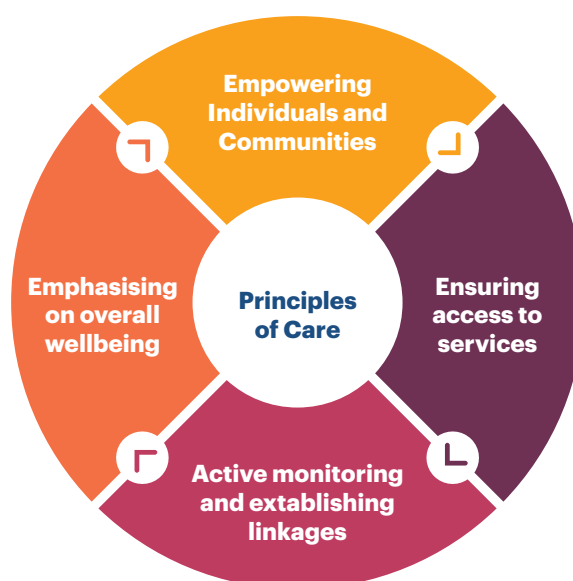 Empowering
Individuals and
Communities
Emphasising
on overall
wellbeing
Principles
of Care
Ensuring
access to
services
Active monitoring
and extablishing
linkages